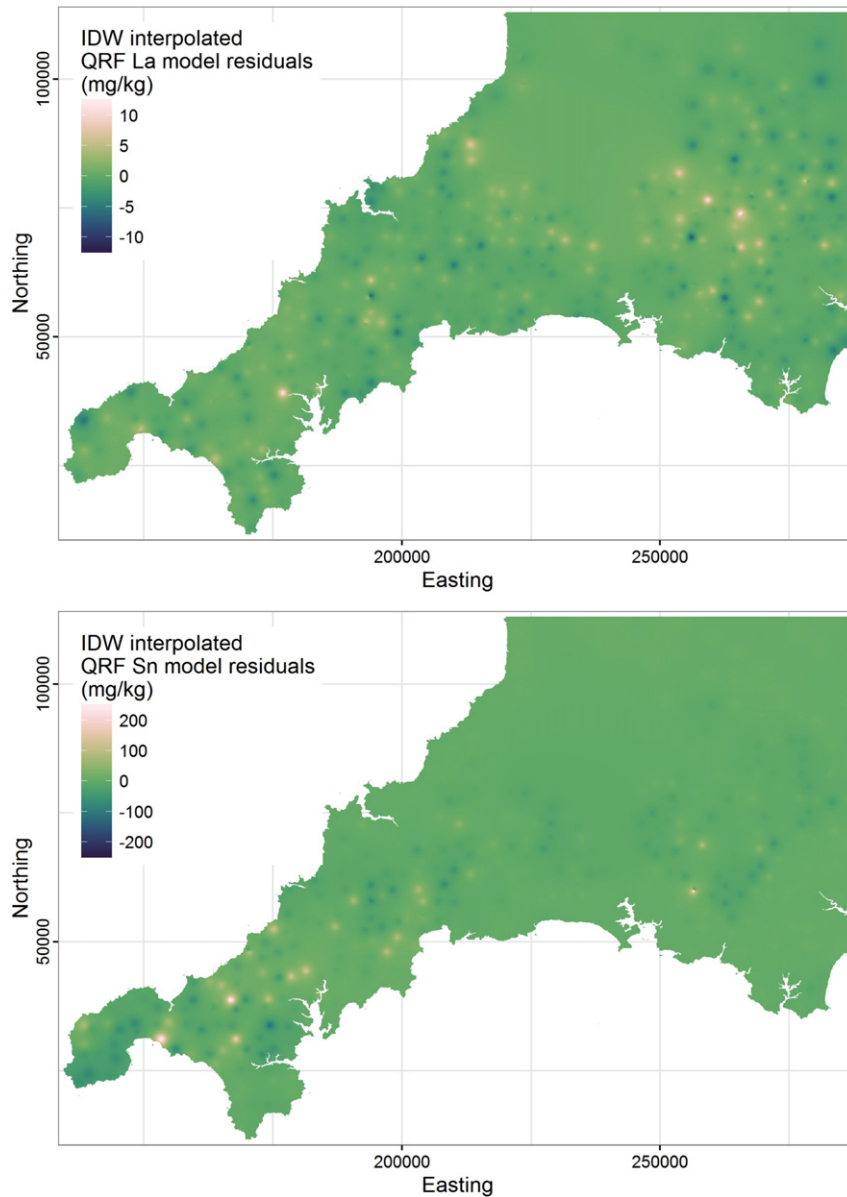 IDW interpolated
QRF La model residuals
(mg/kg)
10
5
0
-5
-10
100000
50000
Northing
200000
250000
Easting
IDW interpolated
QRF Sn model residuals
(mg/kg)
200
100
0
-100
-200
100000
50000
Northing
200000
250000
Easting